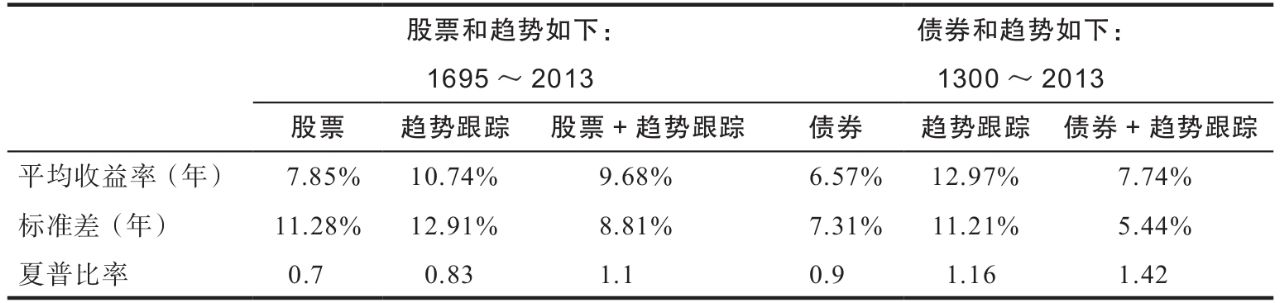 股票和趋势如下： 债券和趋势如下：
1695～2013 1300～2013
股票 趋势跟踪 股票+趋势跟踪 债券 趋势跟踪 债券+趋势跟踪
平均收益率（年） 7.85% 10.74% 9.68% 6.57% 12.97% 7.74%
标准差（年） 11.28% 12.91% 8.81% 7.31% 11.21% 5.44%
夏普比率 0.7 0.83 1.1 0.9 1.16 1.42